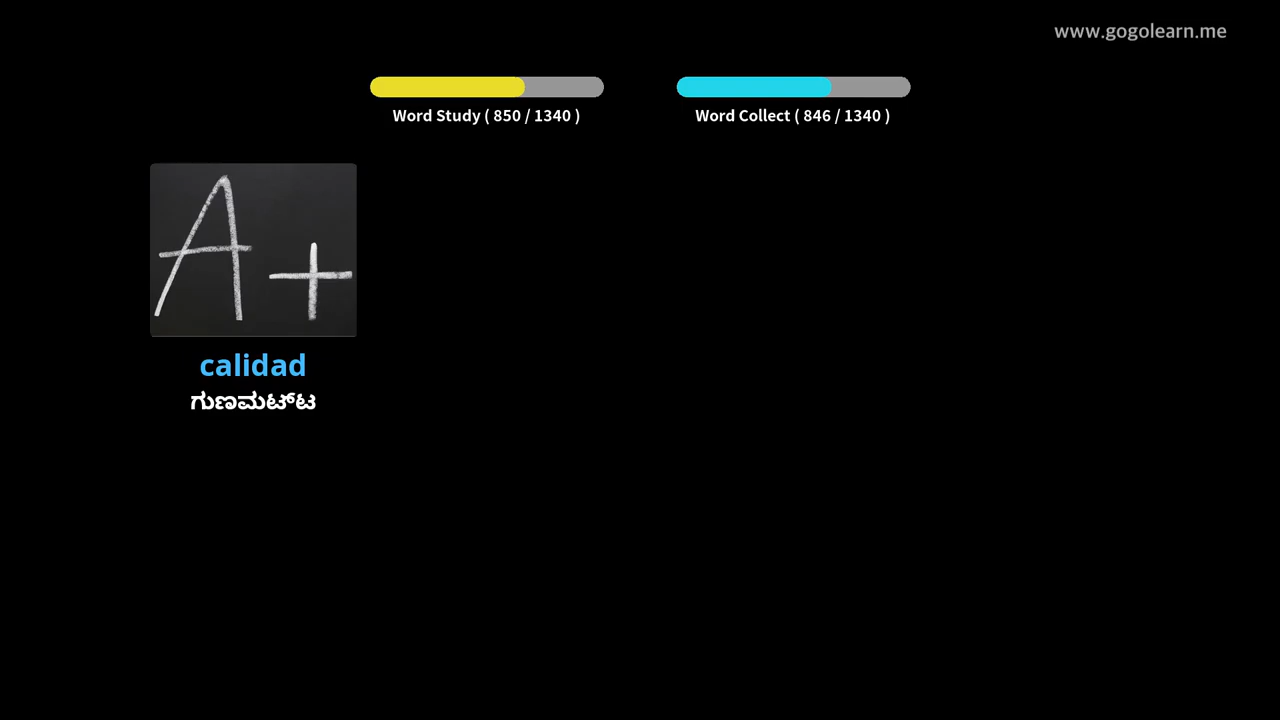 www.gogolearn.me
Word Study ( 850 / 1340 )
Word Collect ( 846 / 1340 )
A+
calidad
ಗುಣಮಟ್‌ಟ